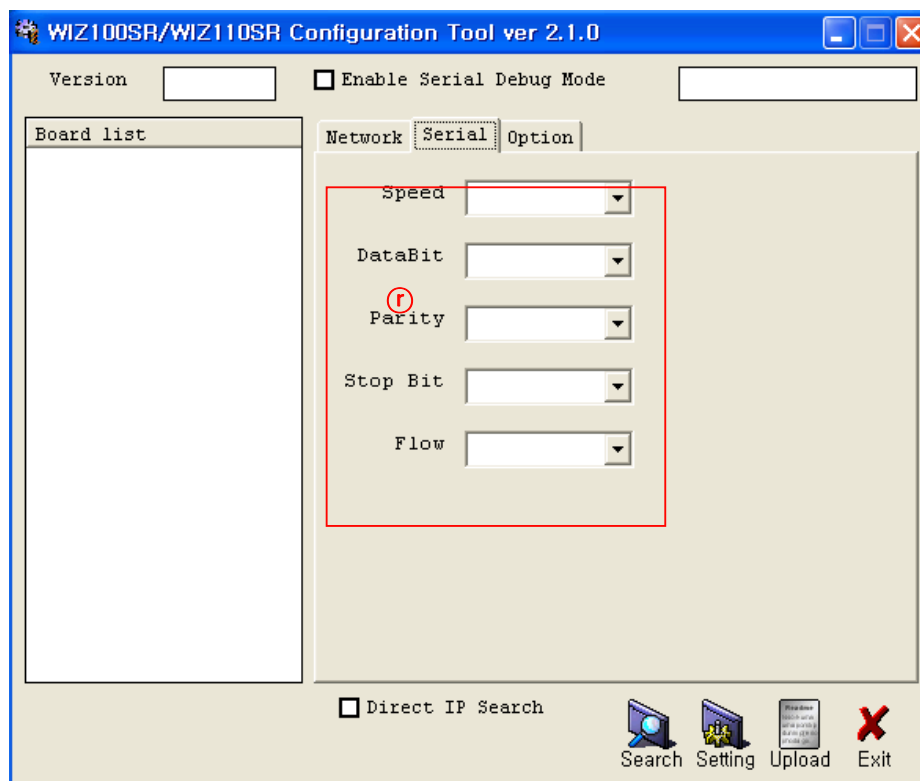 WIZ100SR/WIZ110SR Configuration Tool ver 2.1.0
Version
Enable Serial Debug Mode
Board list
Network Serial Option
Speed
DataBit
r
Parity
Stop Bit
Flow
Direct IP Search
Search Setting Upload Exit